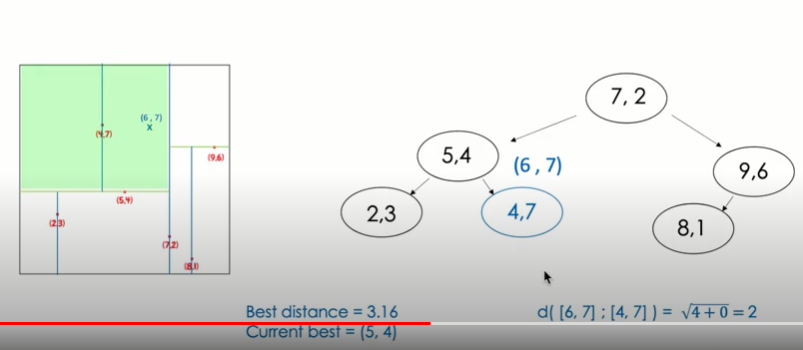 7, 2
5,4
(6 , 7)
9,6
2,3
4,7
8,1
(6 , 7)
x
(4,7)
(9,6)
(5,4)
(2,3)
(7,2)
(8,1)
Best distance = 3.16
Current best = (5, 4)
d( [6, 7] ; [4, 7] ) = √4 + 0 = 2